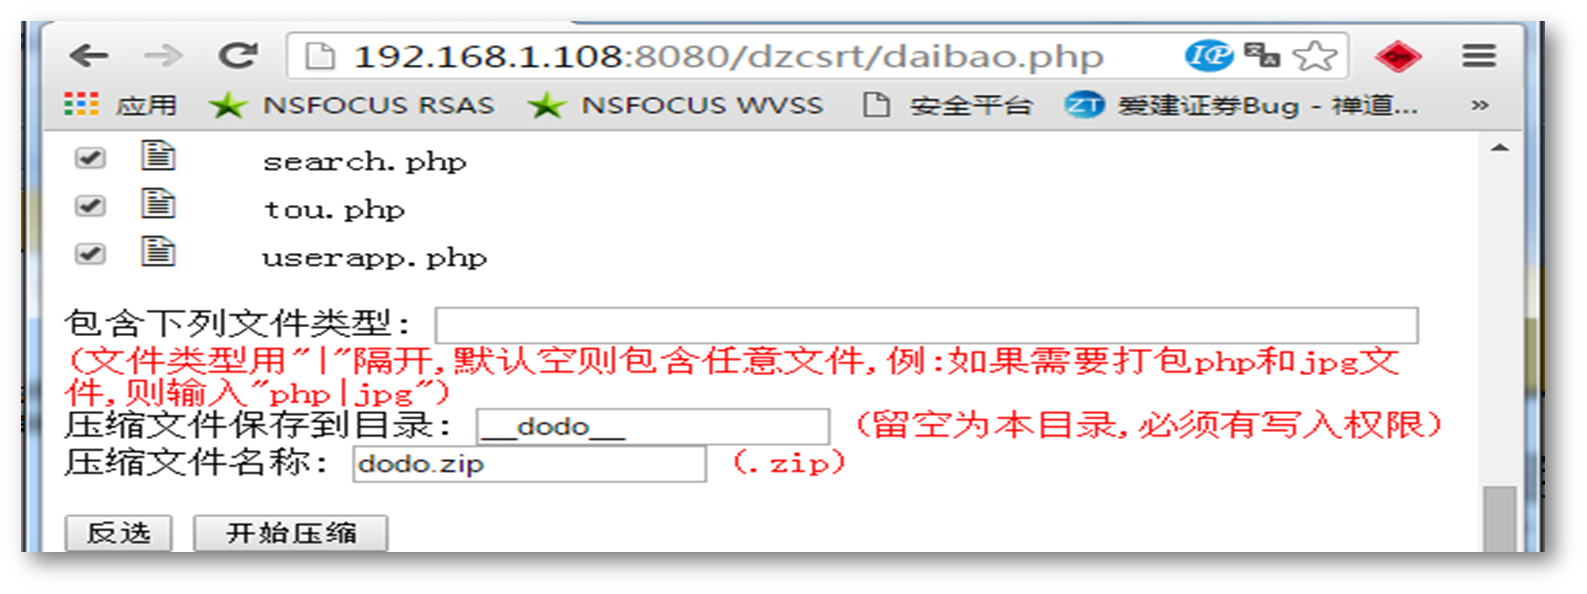 192.168.1.108:8080/dzcsrt/daibao.php
应用 NSFOCUS RSAS NSFOCUS WVSS 安全平台 ZT 爱建证券Bug - 禅道... »
search.php
tou.php
userapp.php
包含下列文件类型:
(文件类型用"|"隔开,默认空则包含任意文件,例:如果需要打包php和jpg文
件,则输入"php|jpg")
压缩文件保存到目录: __dodo__ (留空为本目录,必须有写入权限)
压缩文件名称: dodo.zip (.zip)
反选 开始压缩